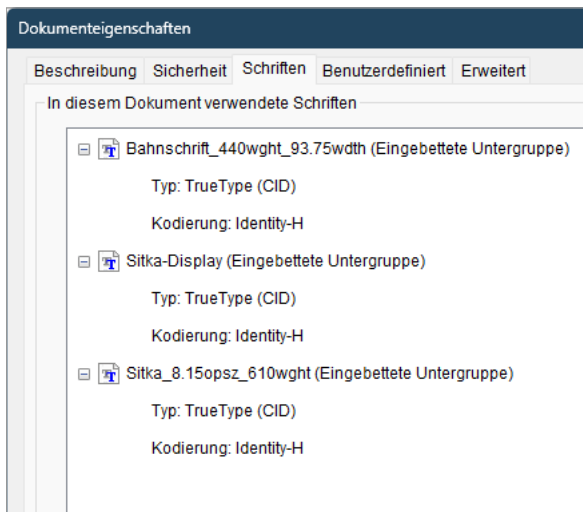 Dokumenteigenschaften
Beschreibung Sicherheit Schriften Benutzerdefiniert Erweitert
In diesem Dokument verwendete Schriften
Bahnschrift_440wght_93.75wdth (Eingebettete Untergruppe)
Typ: TrueType (CID)
Kodierung: Identity-H
Sitka-Display (Eingebettete Untergruppe)
Typ: TrueType (CID)
Kodierung: Identity-H
Sitka_8.15opsz_610wght (Eingebettete Untergruppe)
Typ: TrueType (CID)
Kodierung: Identity-H